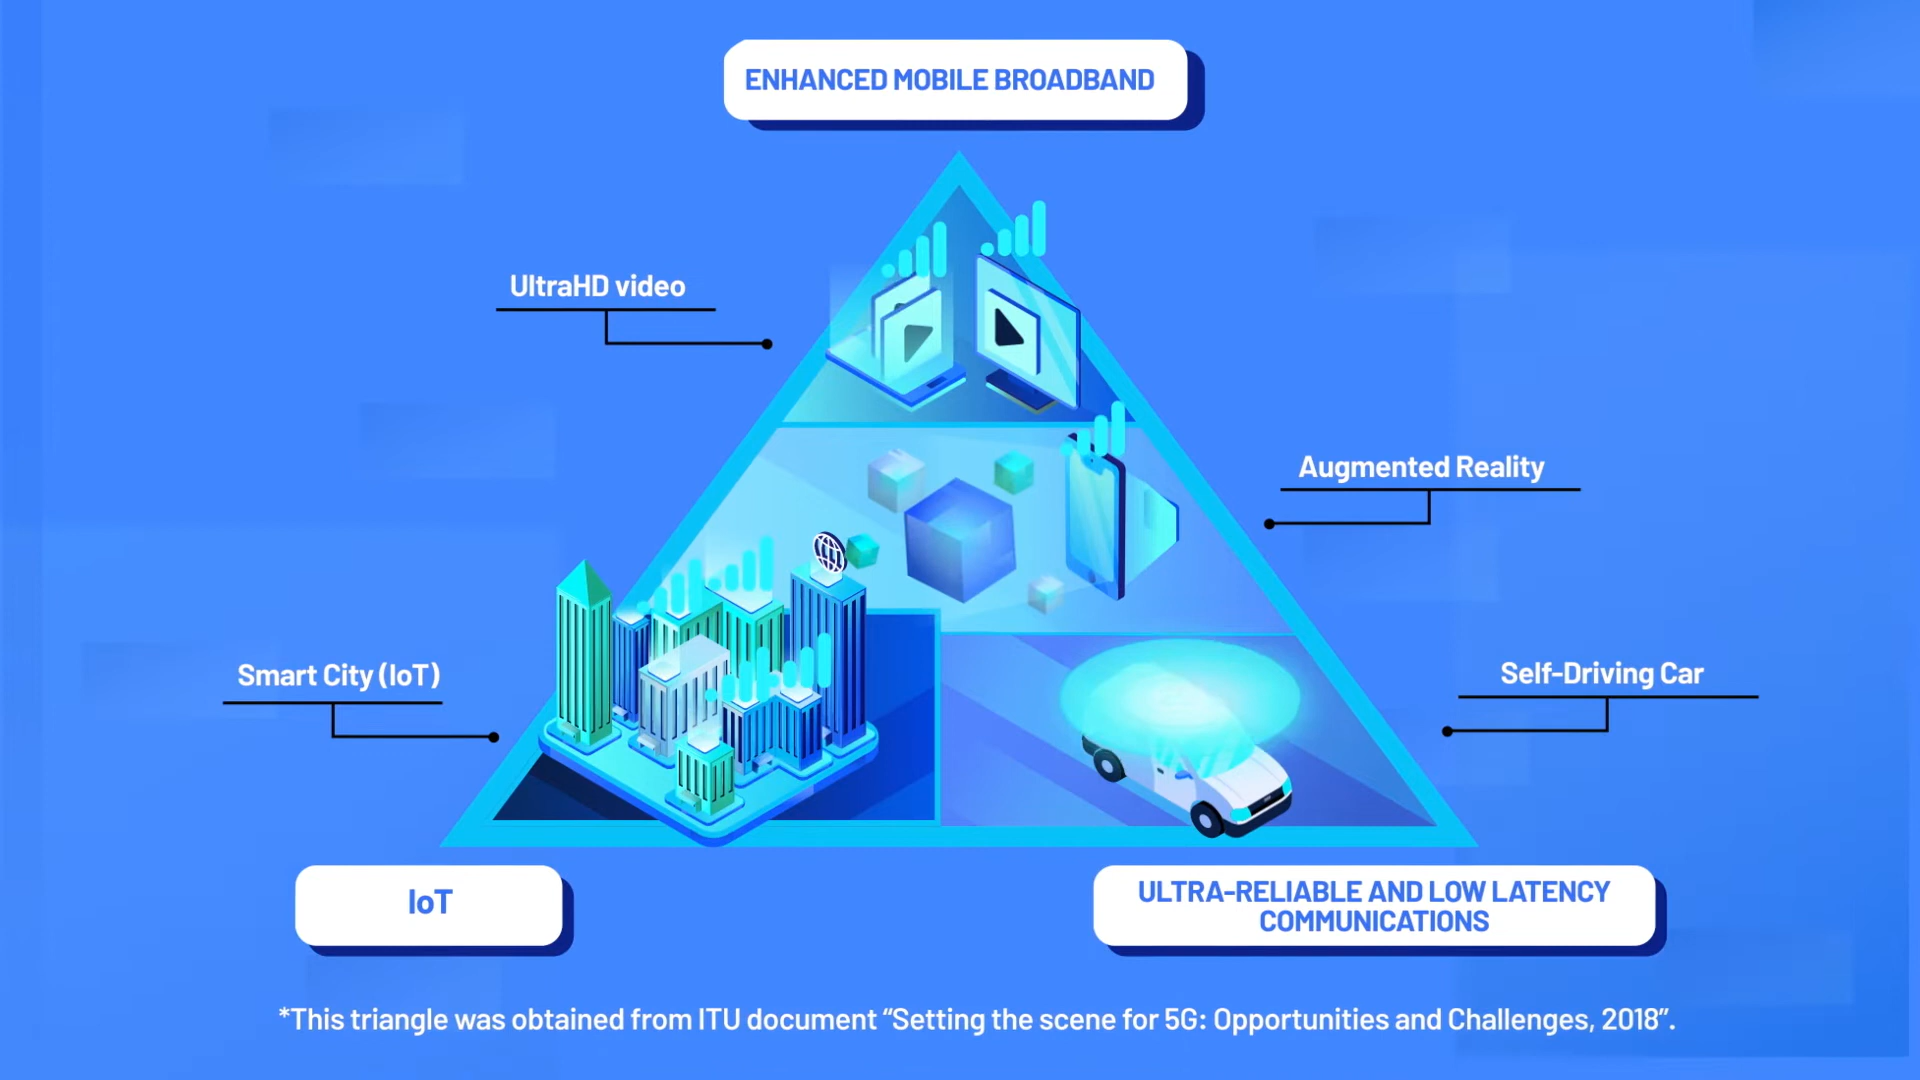 ENHANCED MOBILE BROADBAND
UltraHD video
Augmented Reality
Smart City (IoT)
Self-Driving Car
IoT
ULTRA-RELIABLE AND LOW LATENCY
COMMUNICATIONS
*This triangle was obtained from ITU document “Setting the scene for 5G: Opportunities and Challenges, 2018”.